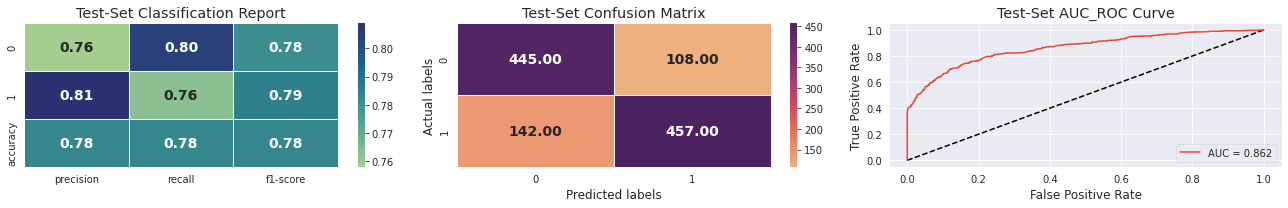 Test-Set Classification Report
0
0.76 0.80 0.78
1
0.81 0.76 0.79
accuracy
0.78 0.78 0.78
precision recall f1-score
0.80
0.79
0.78
0.77
0.76
Test-Set Confusion Matrix
Actual labels
0
445.00 108.00
1
142.00 457.00
0 1
Predicted labels
450
400
350
300
250
200
150
Test-Set AUC_ROC Curve
True Positive Rate
1.0
0.8
0.6
0.4
0.2
0.0
AUC = 0.862
0.0 0.2 0.4 0.6 0.8 1.0
False Positive Rate